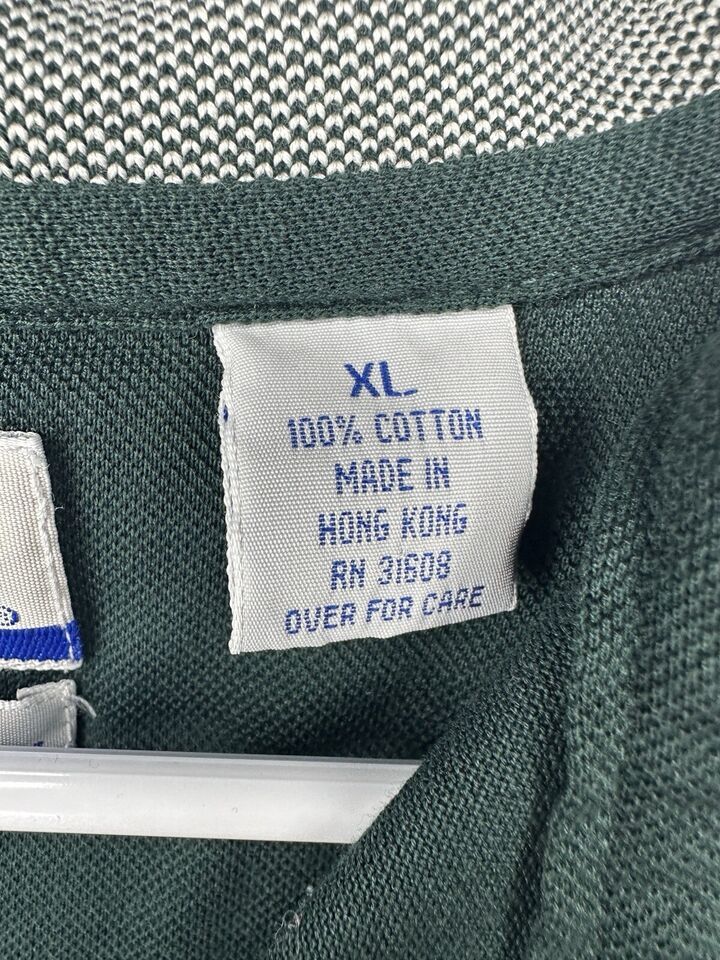 XL
100% COTTON
MADE IN
HONG KONG
RN 31608
OVER FOR CARE